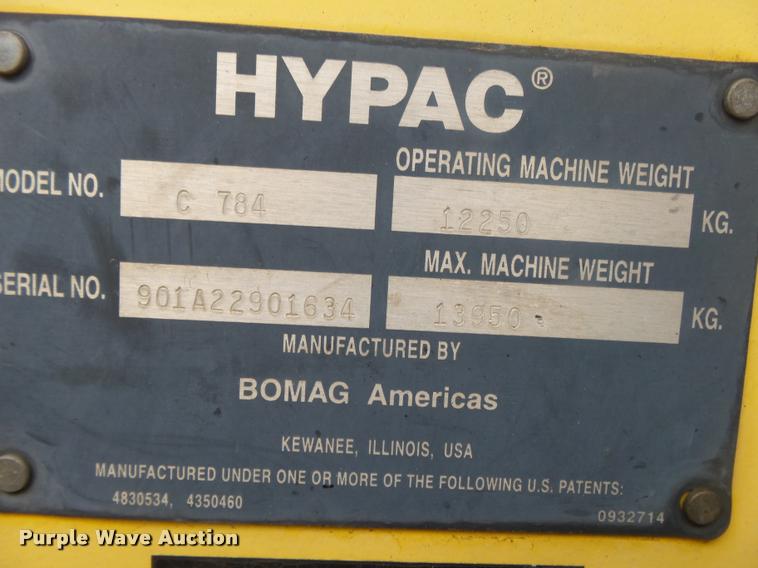 HYPAC®
MODEL NO. C 784
OPERATING MACHINE WEIGHT
12250 KG.
SERIAL NO. 901A22901634
MAX. MACHINE WEIGHT
13950 KG.
MANUFACTURED BY
BOMAG Americas
KEWANEE, ILLINOIS, USA
MANUFACTURED UNDER ONE OR MORE OF THE FOLLOWING U.S. PATENTS:
4830534, 4350460
0932714
Purple Wave Auction